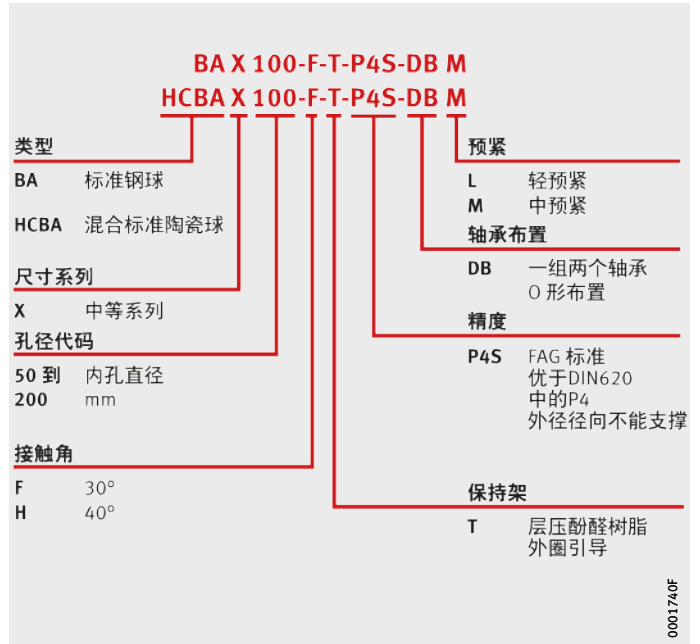 BA X 100-F-T-P4S-DB M
HCBA X 100-F-T-P4S-DB M
类型
BA 标准钢球
HCBA 混合标准陶瓷球
尺寸系列
X 中等系列
孔径代码
50 到 内孔直径
200 mm
接触角
F 30°
H 40°
预紧
L 轻预紧
M 中预紧
轴承布置
DB 一组两个轴承
O 形布置
精度
P4S FAG 标准
优于DIN620
中的P4
外径径向不能支撑
保持架
T 层压酚醛树脂
外圈引导
0001740F